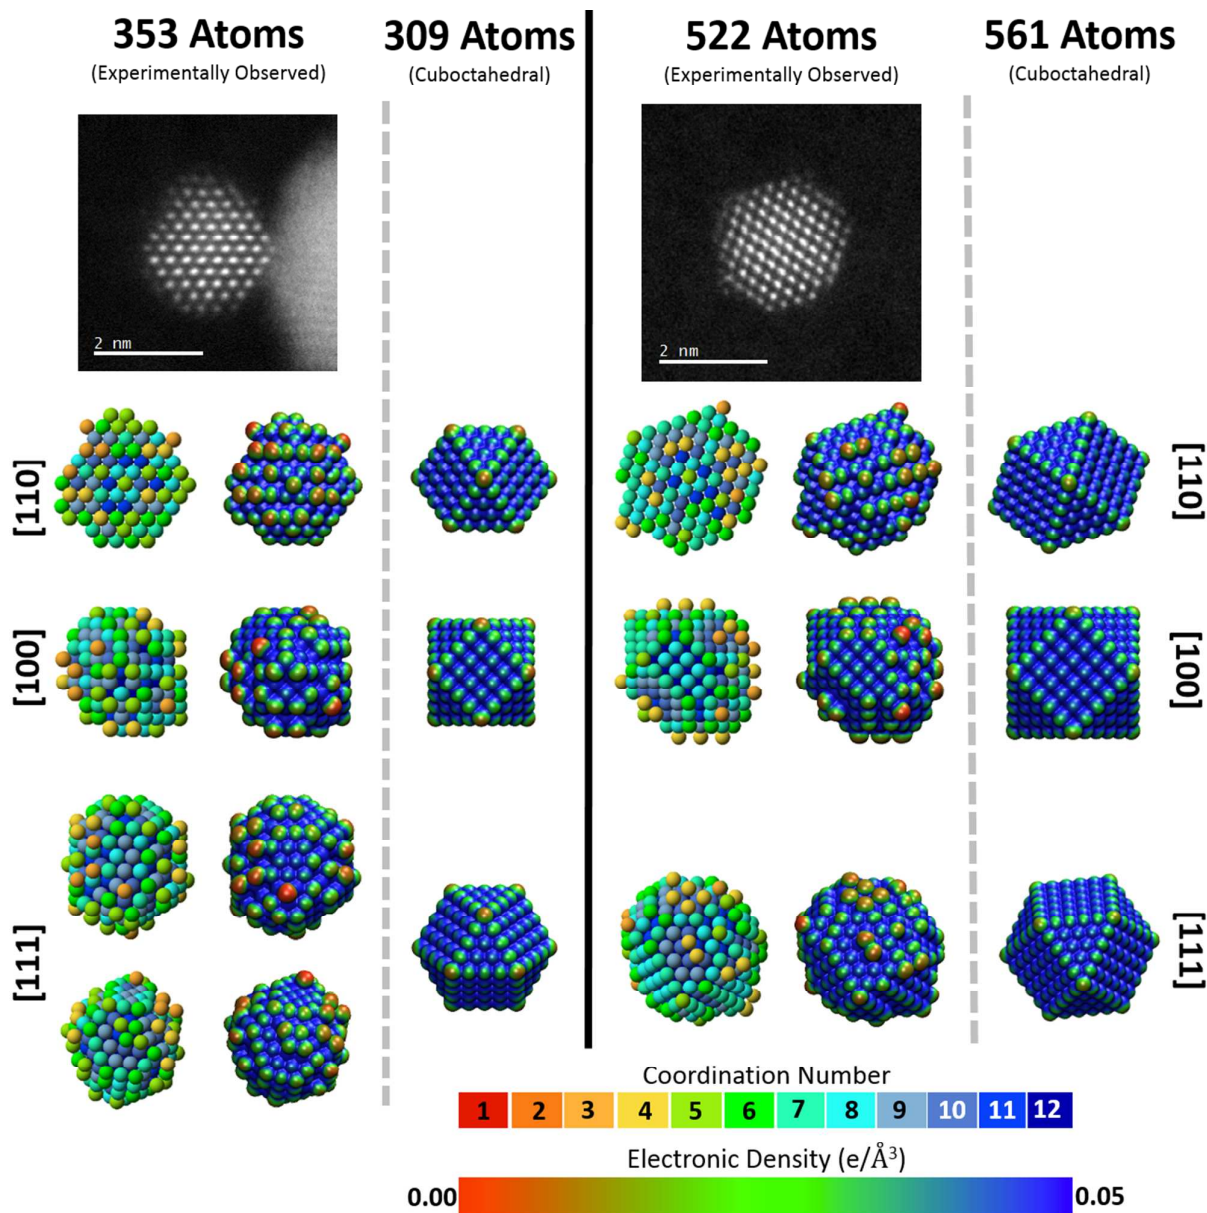 353 Atoms
(Experimentally Observed)
309 Atoms
(Cuboctahedral)
522 Atoms
(Experimentally Observed)
561 Atoms
(Cuboctahedral)
2 nm
2 nm
[110]
[110]
[100]
[100]
[111]
[111]
Coordination Number
1 2 3 4 5 6 7 8 9 10 11 12
Electronic Density (e/Å³)
0.00
0.05